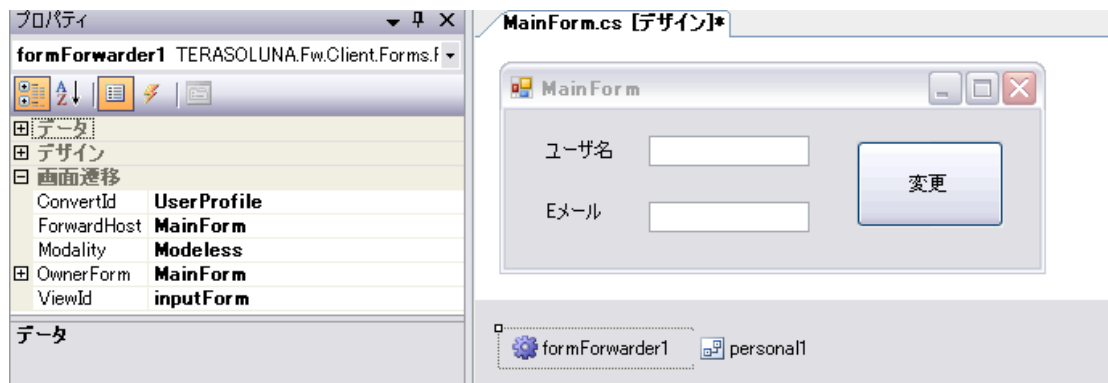 プロパティ
formForwarder1 TERASOLUNA.Fw.Client.Forms.F
データ
デザイン
画面遷移
ConvertId UserProfile
ForwardHost MainForm
Modality Modeless
OwnerForm MainForm
ViewId inputForm
データ
MainForm.cs [デザイン]*
MainForm
ユーザ名
変更
Eメール
formForwarder1
personal1